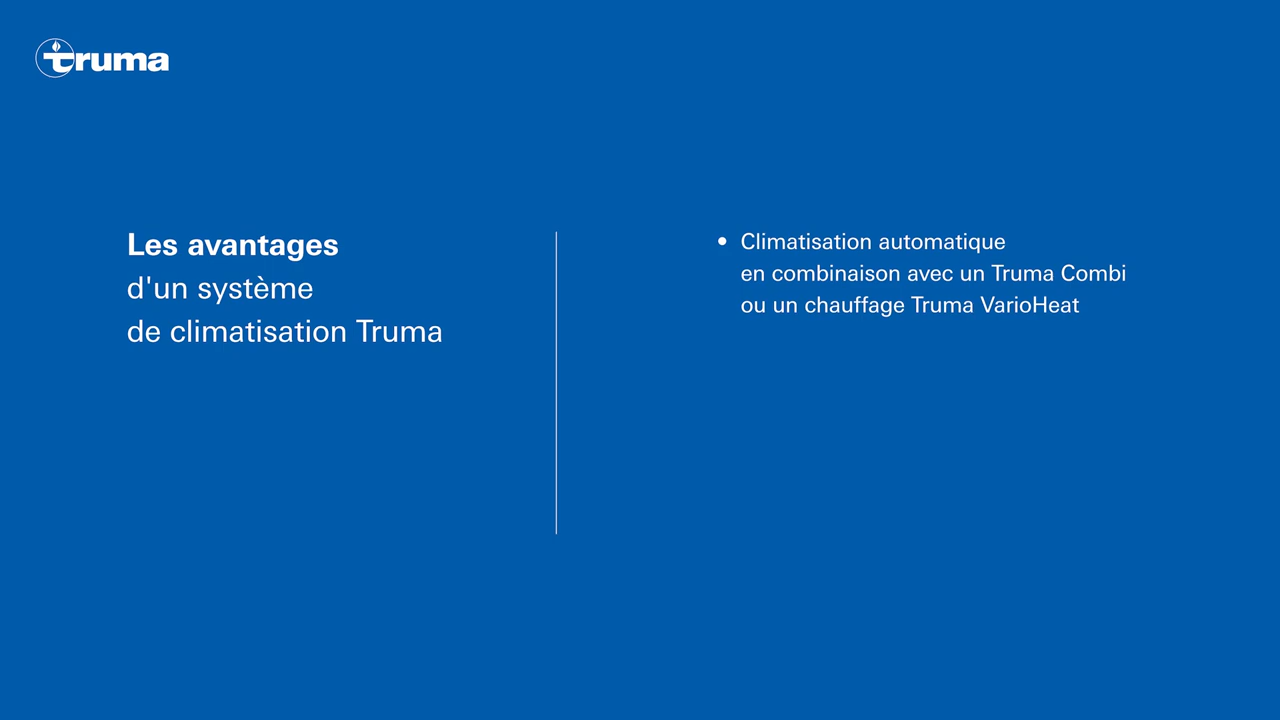 truma
Les avantages
d'un système
de climatisation Truma
• Climatisation automatique
en combinaison avec un Truma Combi
ou un chauffage Truma VarioHeat